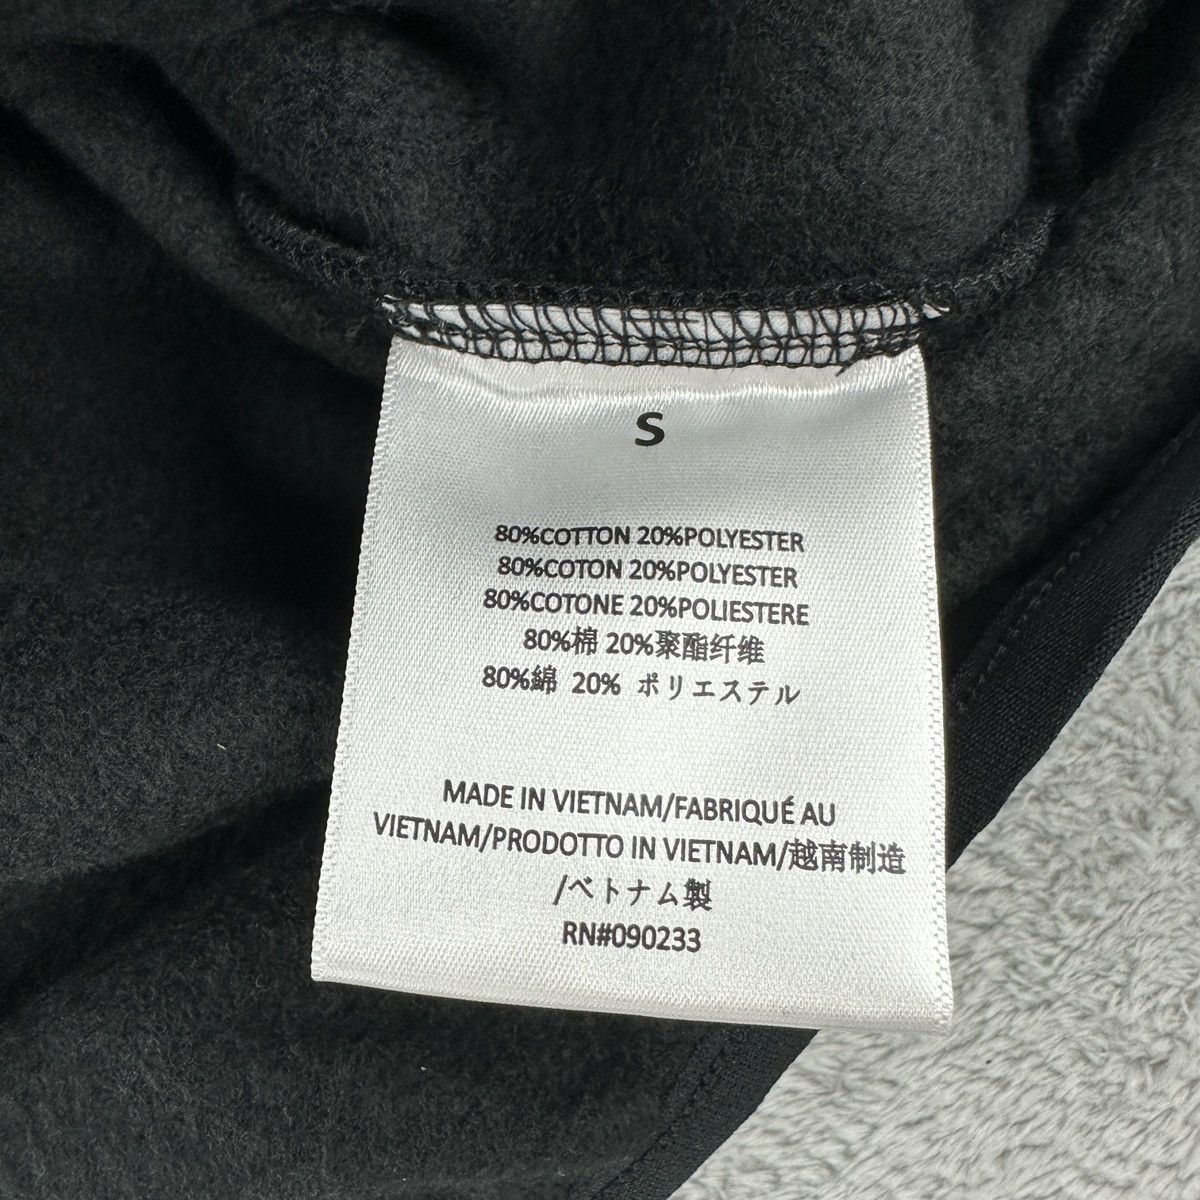 S
80%COTTON 20%POLYESTER
80%COTON 20%POLYESTER
80%COTONE 20%POLIESTERE
80%棉 20%聚酯纤维
80%綿 20% ポリエステル
MADE IN VIETNAM/FABRIQUÉ AU
VIETNAM/PRODOTTO IN VIETNAM/越南制造
/ベトナム製
RN#090233